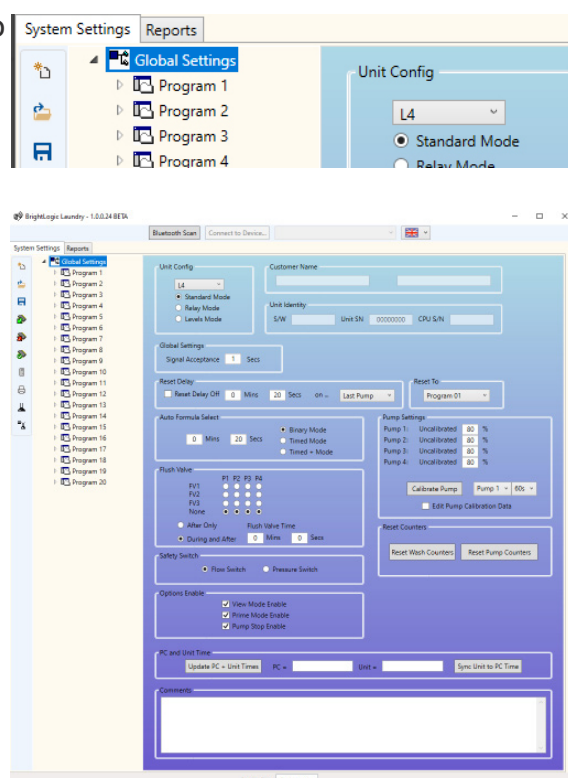 System Settings Reports
Global Settings
Program 1
Program 2
Program 3
Program 4
Unit Config
L4
Standard Mode
Relay Mode
BrightLogic Laundry - 1.0.0.24 BETA
Bluetooth Scan Connect to Device..
System Settings Reports
Global Settings
Program 1
Program 2
Program 3
Program 4
Program 5
Program 6
Program 7
Program 8
Program 9
Program 10
Program 11
Program 12
Program 13
Program 14
Program 15
Program 16
Program 17
Program 18
Program 19
Program 20
Unit Config
L4
Standard Mode
Relay Mode
Levels Mode
Customer Name
Unit Identity
S/W Unit SN 00000000 CPU S/N
Global Settings
Signal Acceptance 1 Secs
Reset Delay
Reset Delay Off 0 Mins 20 Secs on .. Last Pump
Reset To
Program 01
Auto Formula Select
0 Mins 20 Secs
Binary Mode
Timed Mode
Timed + Mode
Pump Settings
Pump 1: Uncalibrated 80 %
Pump 2: Uncalibrated 80 %
Pump 3: Uncalibrated 80 %
Pump 4: Uncalibrated 80 %
Calibrate Pump Pump 1 60s
Edit Pump Calibration Data
Flush Valve
P1 P2 P3 P4
FV1
FV2
FV3
None
After Only
During and After
Flush Valve Time
0 Mins 0 Secs
Reset Counters
Reset Wash Counters Reset Pump Counters
Safety Switch
Flow Switch Pressure Switch
Options Enable
View Mode Enable
Prime Mode Enable
Pump Stop Enable
PC and Unit Time
Update PC + Unit Times PC = Unit = Sync Unit to PC Time
Comments